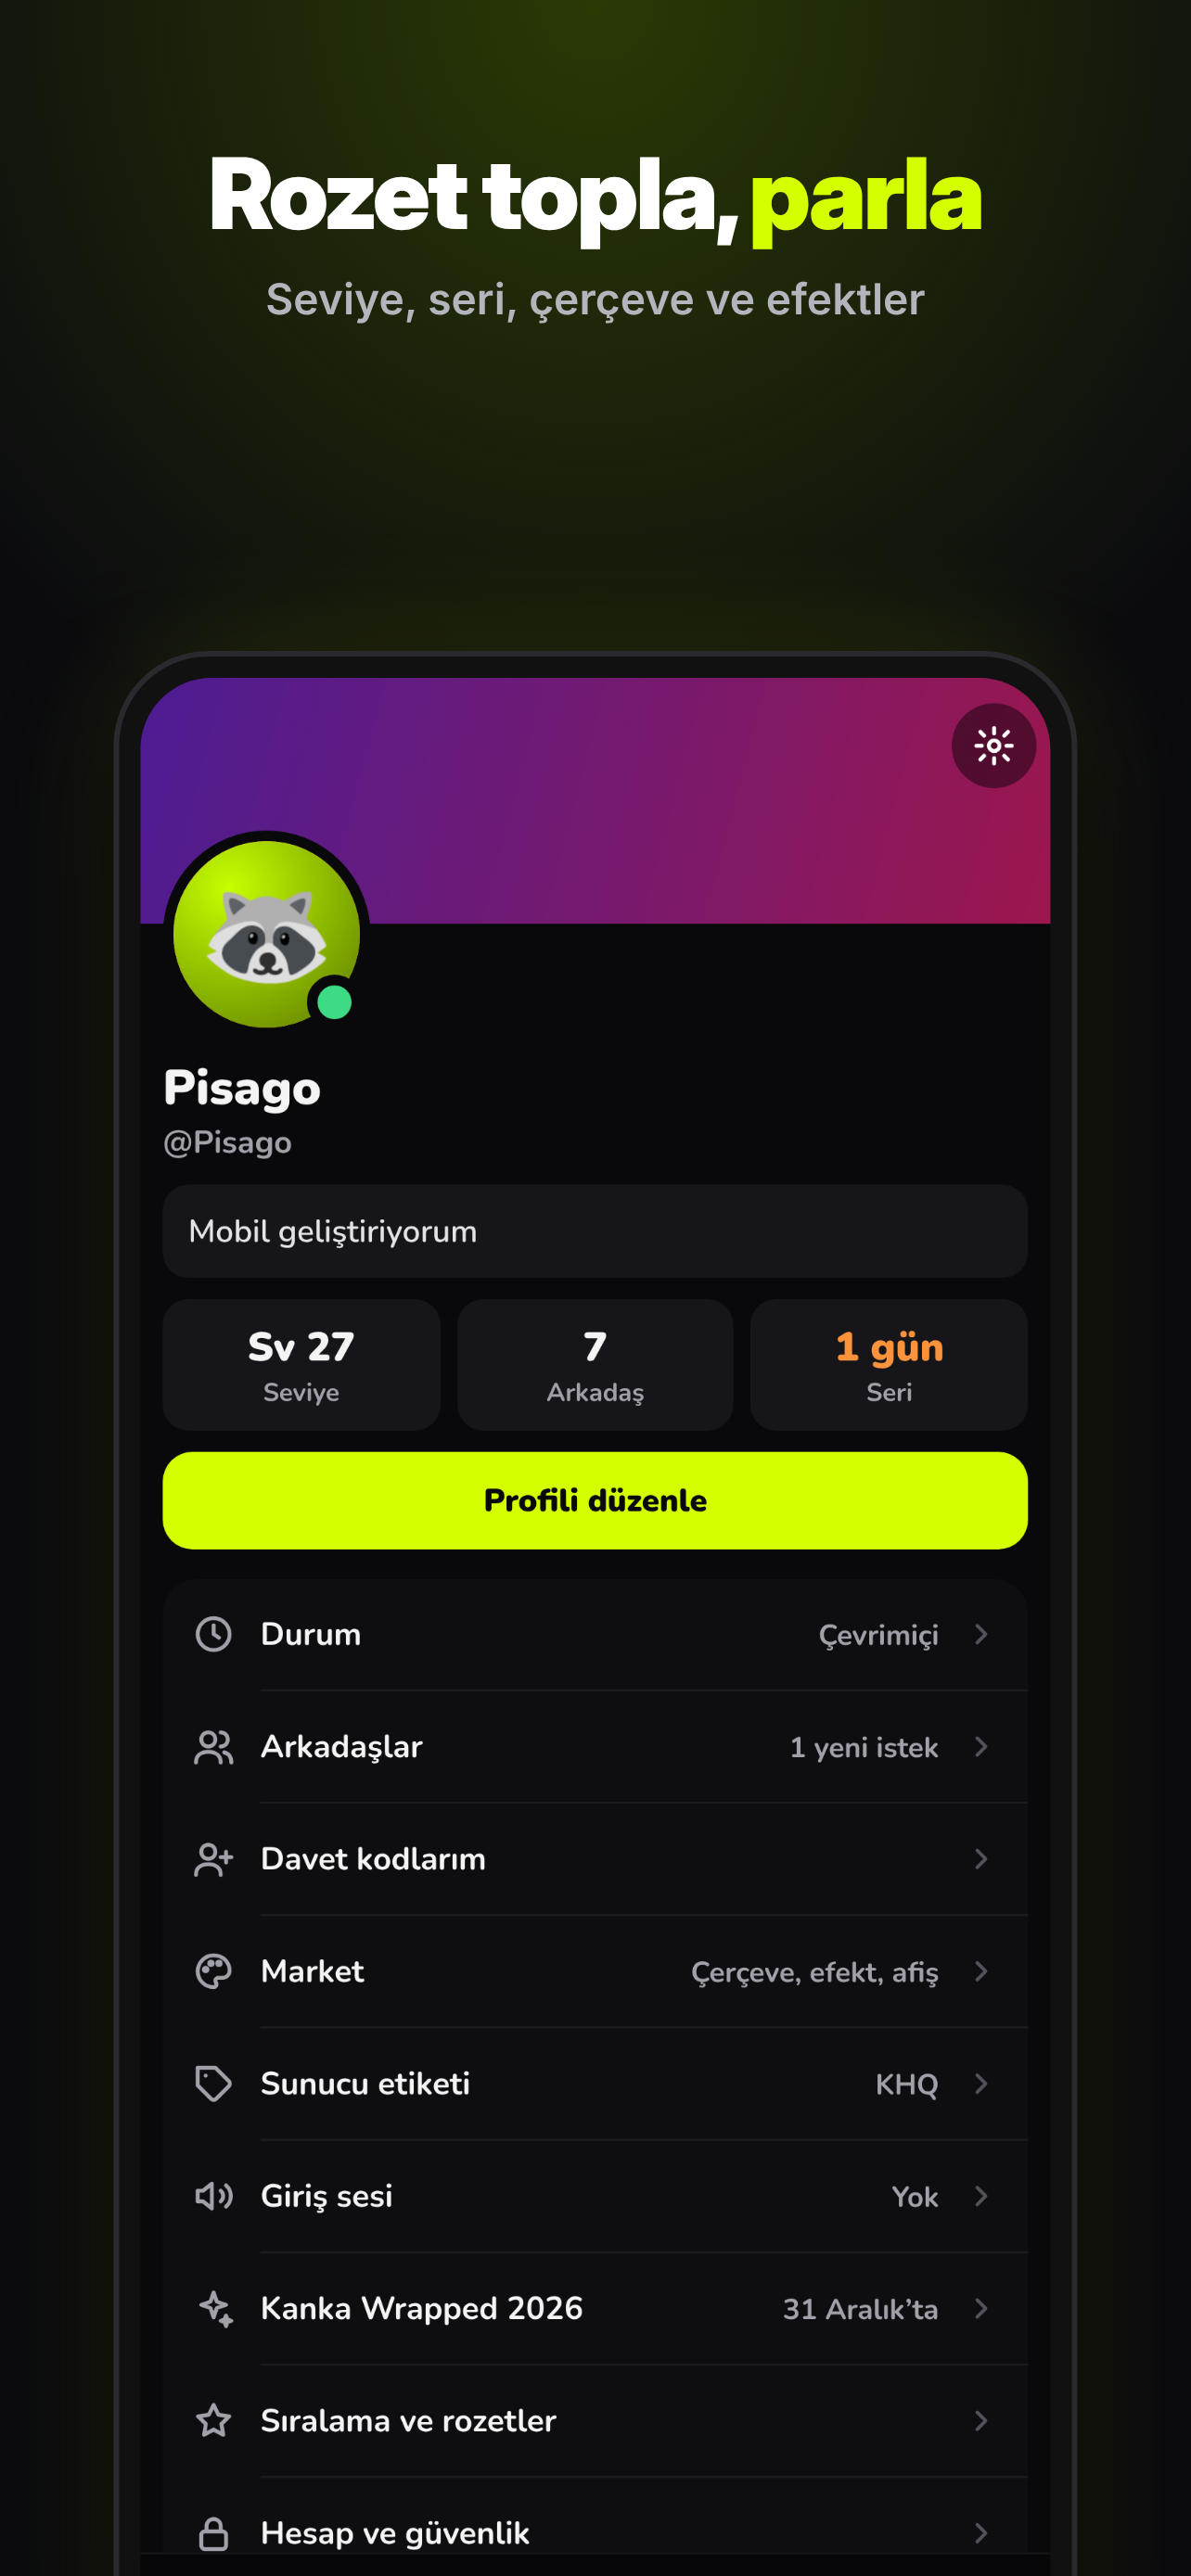 Rozet topla, parla
Seviye, seri, çerçeve ve efektler
Pisago
@Pisago
Mobil geliştiriyorum
Sv 27
Seviye
7
Arkadaş
1 gün
Seri
Profili düzenle
Durum Çevrimiçi
Arkadaşlar 1 yeni istek
Davet kodlarım
Market Çerçeve, efekt, afiş
Sunucu etiketi KHQ
Giriş sesi Yok
Kanka Wrapped 2026 31 Aralık’ta
Sıralama ve rozetler
Hesap ve güvenlik